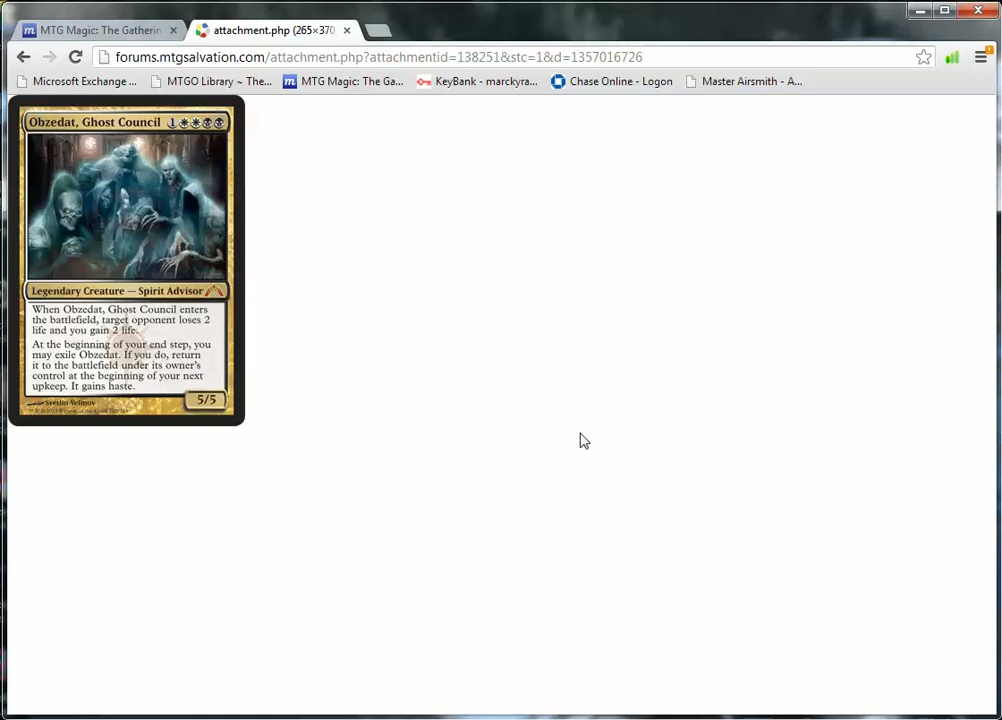 MTG Magic: The Gatherin
attachment.php (265×370
forums.mtgsalvation.com/attachment.php?attachmentid=138251&stc=1&d=1357016726
Microsoft Exchange ...
MTGO Library ~ The...
MTG Magic: The Ga...
KeyBank - marckyra...
Chase Online - Logon
Master Airsmith - A...
Obzedat, Ghost Council 1
Legendary Creature — Spirit Advisor
When Obzedat, Ghost Council enters
the battlefield, target opponent loses 2
life and you gain 2 life.
At the beginning of your end step, you
may exile Obzedat. If you do, return
it to the battlefield under its owner's
control at the beginning of your next
upkeep. It gains haste.
5/5
Svetlin Velinov